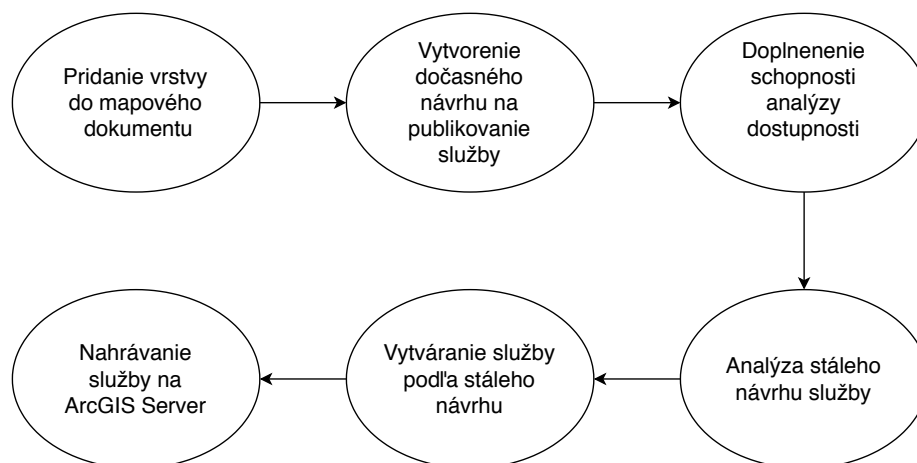 Pridanie vrstvy
do mapového
dokumentu
Vytvorenie
dočasného
návrhu na
publikovanie
služby
Doplnenenie
schopnosti
analýzy
dostupnosti
Analýza stáleho
návrhu služby
Vytváranie služby
podľa stáleho
návrhu
Nahrávanie
služby na
ArcGIS Server